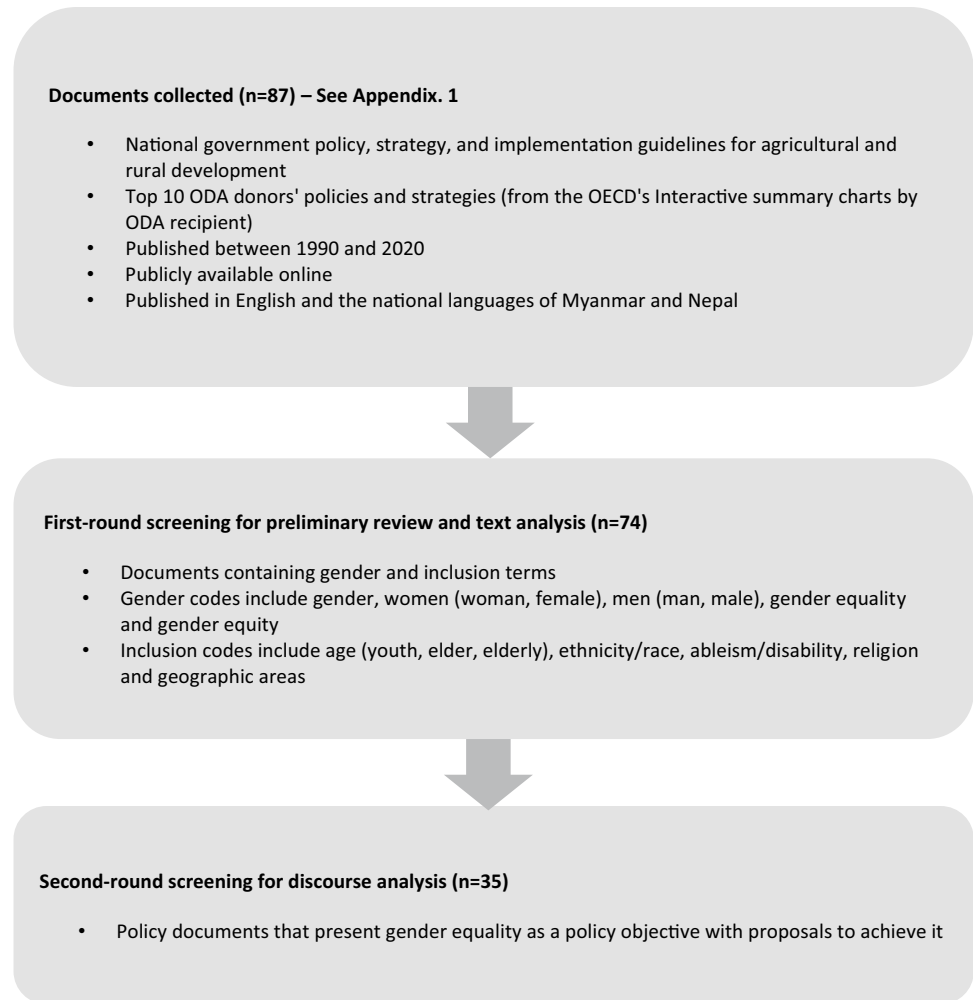 Documents collected (n=87) – See Appendix. 1
• National government policy, strategy, and implementation guidelines for agricultural and
rural development
• Top 10 ODA donors' policies and strategies (from the OECD's Interactive summary charts by
ODA recipient)
• Published between 1990 and 2020
• Publicly available online
• Published in English and the national languages of Myanmar and Nepal
First-round screening for preliminary review and text analysis (n=74)
• Documents containing gender and inclusion terms
• Gender codes include gender, women (woman, female), men (man, male), gender equality
and gender equity
• Inclusion codes include age (youth, elder, elderly), ethnicity/race, ableism/disability, religion
and geographic areas
Second-round screening for discourse analysis (n=35)
• Policy documents that present gender equality as a policy objective with proposals to achieve it